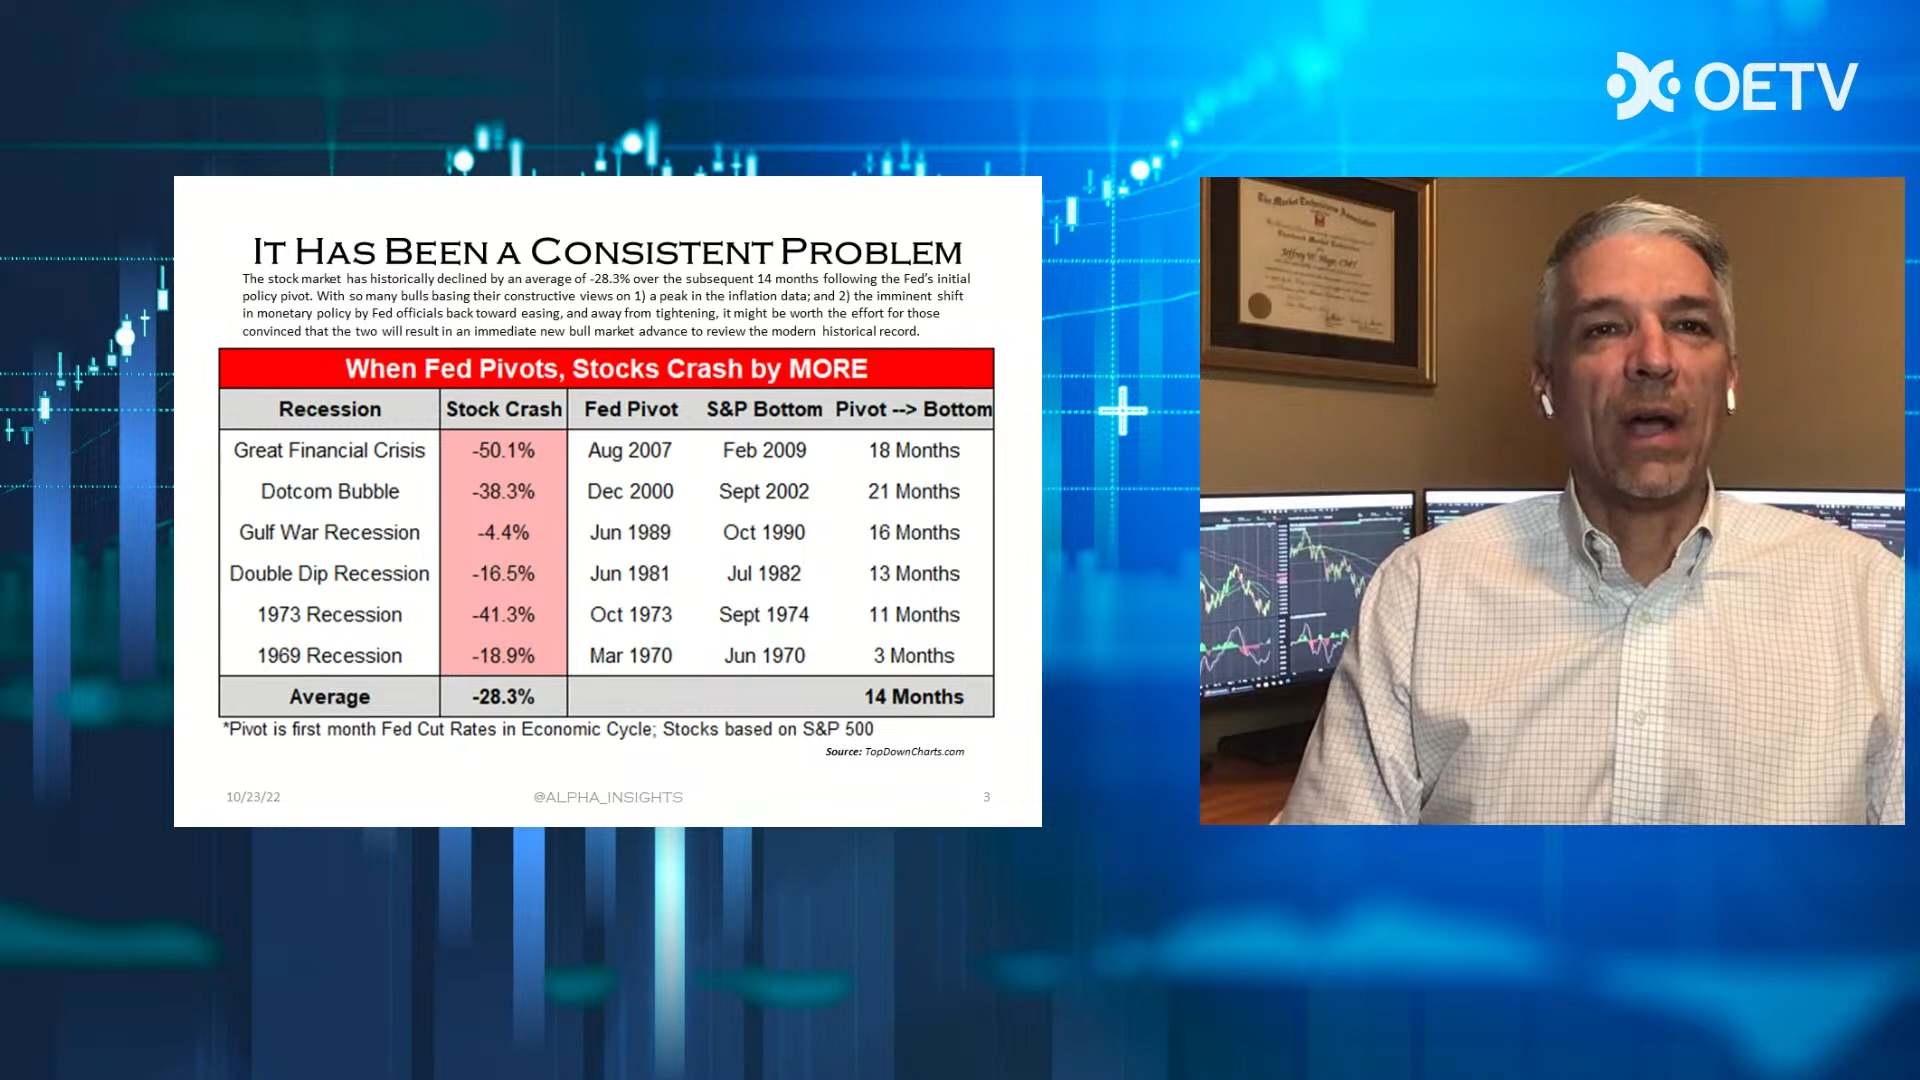 OETV
IT HAS BEEN A CONSISTENT PROBLEM
The stock market has historically declined by an average of -28.3% over the subsequent 14 months following the Fed's initial
policy pivot. With so many bulls basing their constructive views on 1) a peak in the inflation data; and 2) the imminent shift
in monetary policy by Fed officials back toward easing, and away from tightening, it might be worth the effort for those
convinced that the two will result in an immediate new bull market advance to review the modern historical record.
When Fed Pivots, Stocks Crash by MORE
Recession Stock Crash Fed Pivot S&P Bottom Pivot --> Bottom
Great Financial Crisis -50.1% Aug 2007 Feb 2009 18 Months
Dotcom Bubble -38.3% Dec 2000 Sept 2002 21 Months
Gulf War Recession -4.4% Jun 1989 Oct 1990 16 Months
Double Dip Recession -16.5% Jun 1981 Jul 1982 13 Months
1973 Recession -41.3% Oct 1973 Sept 1974 11 Months
1969 Recession -18.9% Mar 1970 Jun 1970 3 Months
Average -28.3% 14 Months
*Pivot is first month Fed Cut Rates in Economic Cycle; Stocks based on S&P 500
Source: TopDownCharts.com
10/23/22 @ALPHA_INSIGHTS 3
The Market Technicians Association